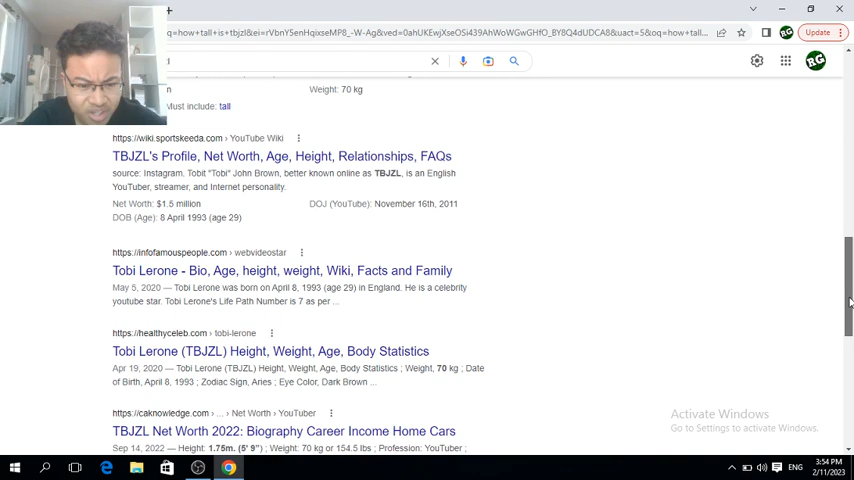 q=how+tall+is+tbjzl&ei=rVbnY5enHqixseMP8_-W-Ag&ved=0ahUKEwjXseOSi439AhWoWGwGHfO_BY8Q4dUDCA8&uact=5&oq=how+tall...
Update
RG
RG
Weight: 70 kg
Must include: tall
https://wiki.sportskeeda.com › YouTube Wiki
TBJZL's Profile, Net Worth, Age, Height, Relationships, FAQs
source: Instagram. Tobit "Tobi" John Brown, better known online as TBJZL, is an English
YouTuber, streamer, and Internet personality.
Net Worth: $1.5 million
DOJ (YouTube): November 16th, 2011
DOB (Age): 8 April 1993 (age 29)
https://infofamouspeople.com › webvideostar
Tobi Lerone - Bio, Age, height, weight, Wiki, Facts and Family
May 5, 2020 — Tobi Lerone was born on April 8, 1993 (age 29) in England. He is a celebrity
youtube star. Tobi Lerone's Life Path Number is 7 as per ...
https://healthyceleb.com › tobi-lerone
Tobi Lerone (TBJZL) Height, Weight, Age, Body Statistics
Apr 19, 2020 — Tobi Lerone (TBJZL) Height, Weight, Age, Body Statistics ; Weight, 70 kg ; Date
of Birth, April 8, 1993 ; Zodiac Sign, Aries ; Eye Color, Dark Brown ...
https://caknowledge.com › ... › Net Worth › YouTuber
TBJZL Net Worth 2022: Biography Career Income Home Cars
Sep 14, 2022 — Height: 1.75m. (5' 9") ; Weight: 70 kg or 154.5 lbs ; Profession: YouTuber ;
Activate Windows
Go to Settings to activate Windows.
ENG
3:54 PM
2/11/2023